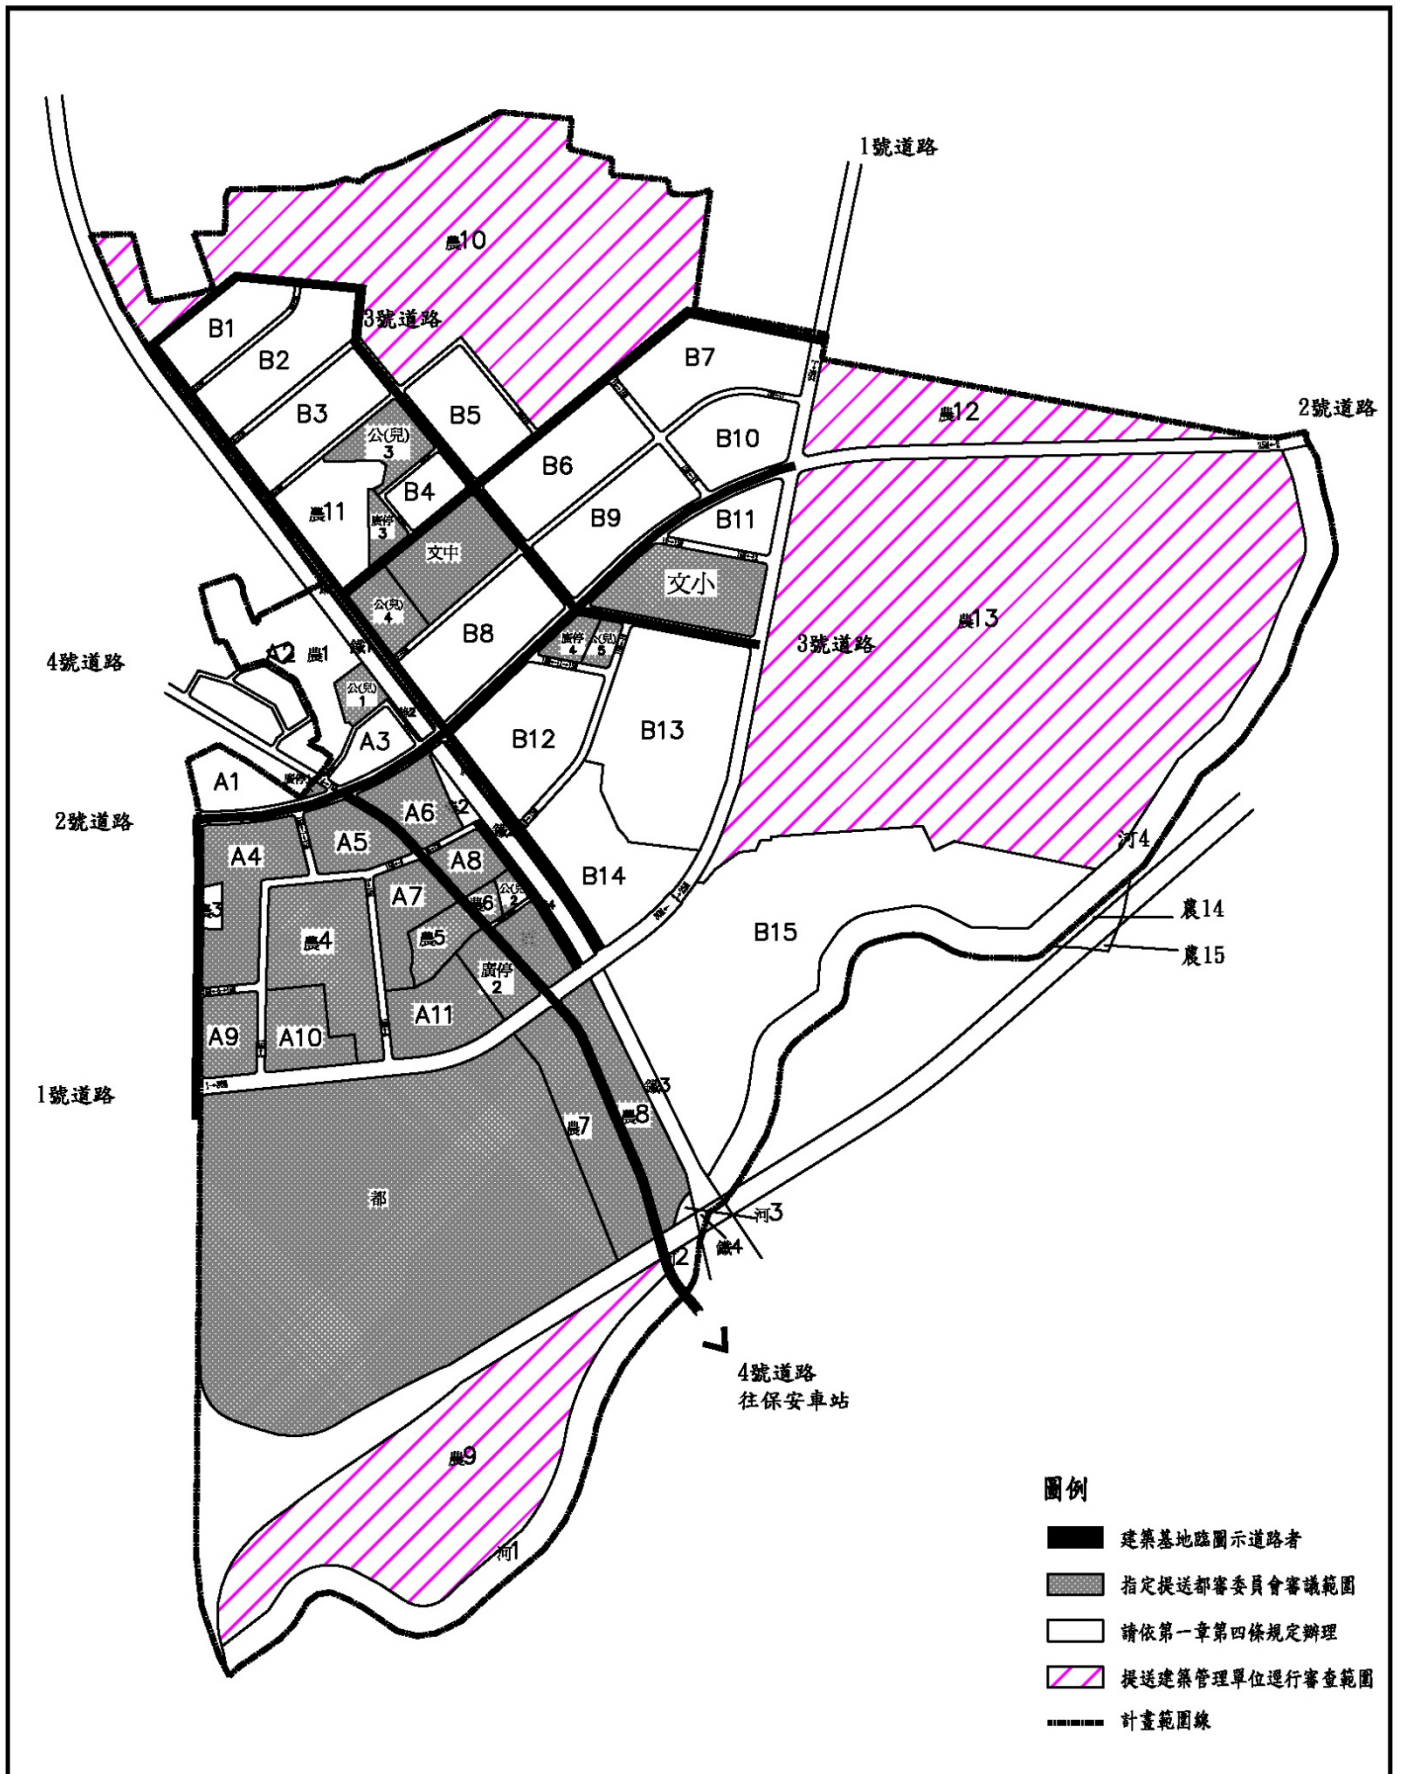 1號道路
農10
3號道路
B1
B2
B7
B3
B5
農12
2號道路
公(兒)
3
B10
B6
B4
農11
廣停
3
B9
B11
文中
文小
公(兒)
4
農13
B8
廣停
4
公(兒)
5
3號道路
4號道路
A2
農1
鐵1
公(兒)
1
A3
B12
B13
A1
廣停
2號道路
A6
A5
A4
A8
河4
A7
B14
公(兒)
2
農6
農3
農14
B15
農5
農4
農15
廣停
2
A11
A9
A10
1號道路
鐵3
農8
農7
都
河3
鐵4
4號道路
往保安車站
農9
河1
圖例
建築基地臨圖示道路者
指定提送都審委員會審議範圍
請依第一章第四條規定辦理
提送建築管理單位逕行審查範圍
計畫範圍線